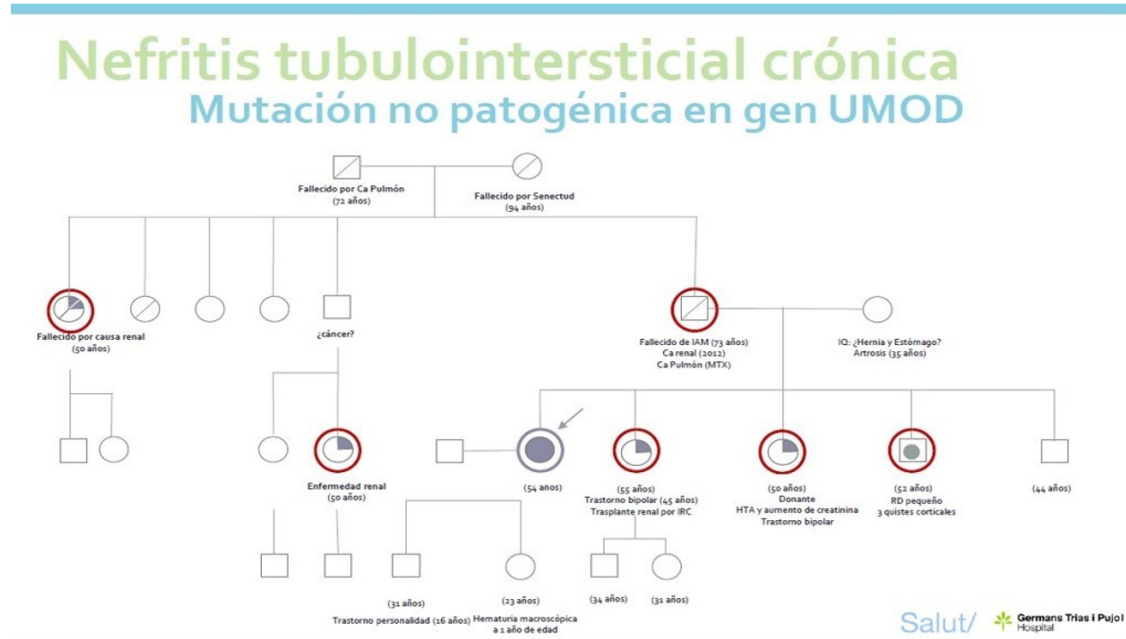 Nefritis tubulointersticial crónica
Mutación no patogénica en gen UMOD
Fallecido por Ca Pulmón
(72 años)
Fallecido por Senectud
(94 años)
Fallecido por causa renal
(50 años)
¿cáncer?
Fallecido de IAM (73 años)
Ca renal (2012)
Ca Pulmón (MTX)
IQ: ¿Hernia y Estómago?
Artrosis (35 años)
Enfermedad renal
(50 años)
(54 años)
(55 años)
Trastorno bipolar (45 años)
Trasplante renal por IRC
(50 años)
Donante
HTA y aumento de creatinina
Trastorno bipolar
(52 años)
RD pequeño
3 quistes corticales
(44 años)
(31 años)
Trastorno personalidad (16 años)
(23 años)
Hematuria macroscópica
a 1 año de edad
(34 años)
(31 años)
Salut/
Germans Trias i Pujol
Hospital